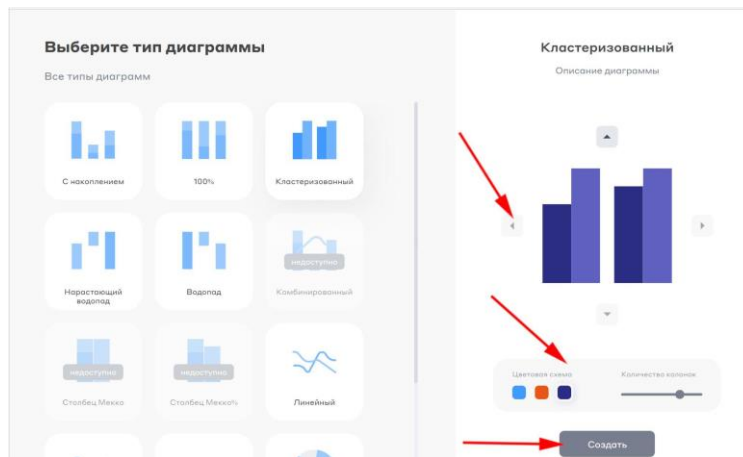 Выберите тип диаграммы
Все типы диаграмм
С накоплением
100%
Кластеризованный
Нарастающий
водопад
Водопад
недоступно
Комбинированный
недоступно
Столбец Мекко
недоступно
Столбец Мекко%
Линейный
Кластеризованный
Описание диаграммы
Цветовая схема
Количество колонок
Создать